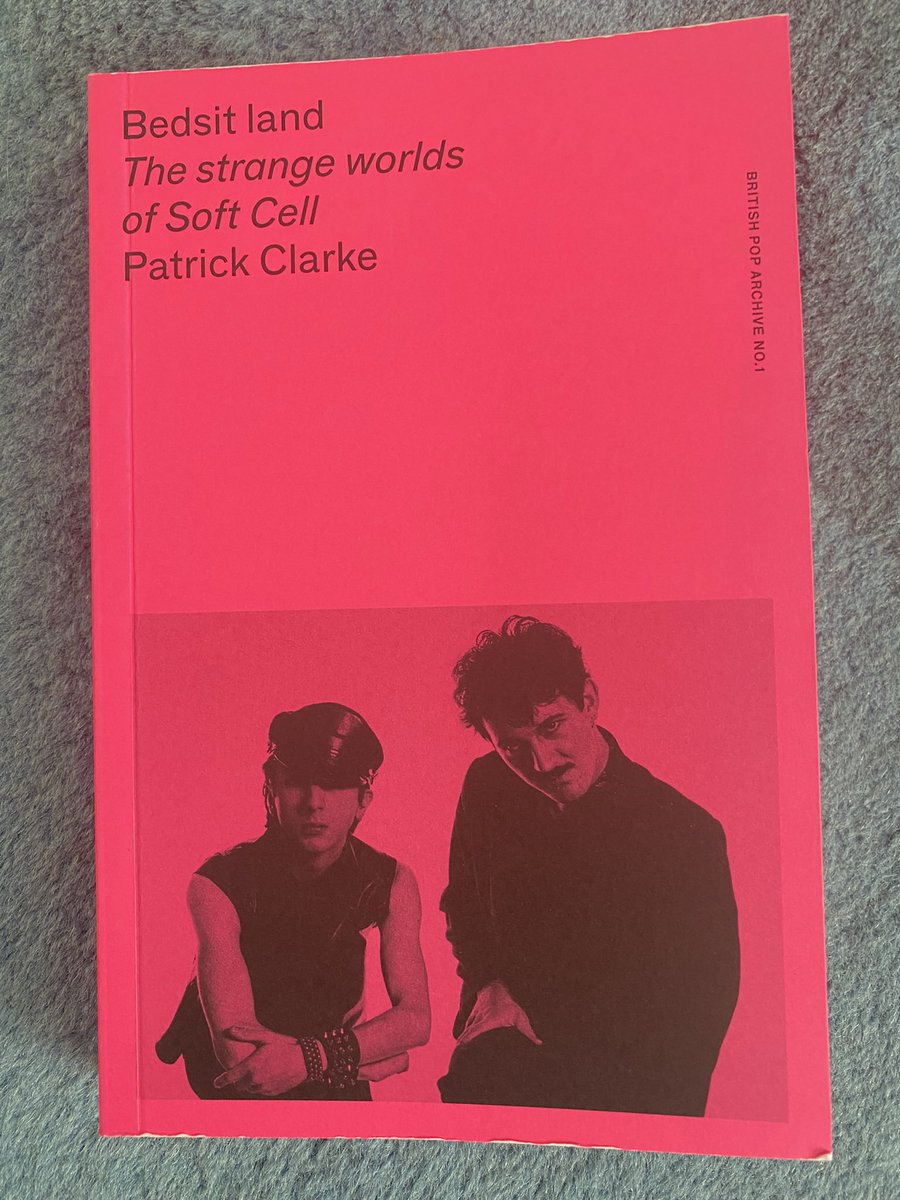 Bedsit land
The strange worlds
of Soft Cell
Patrick Clarke
BRITISH POP ARCHIVE NO.1